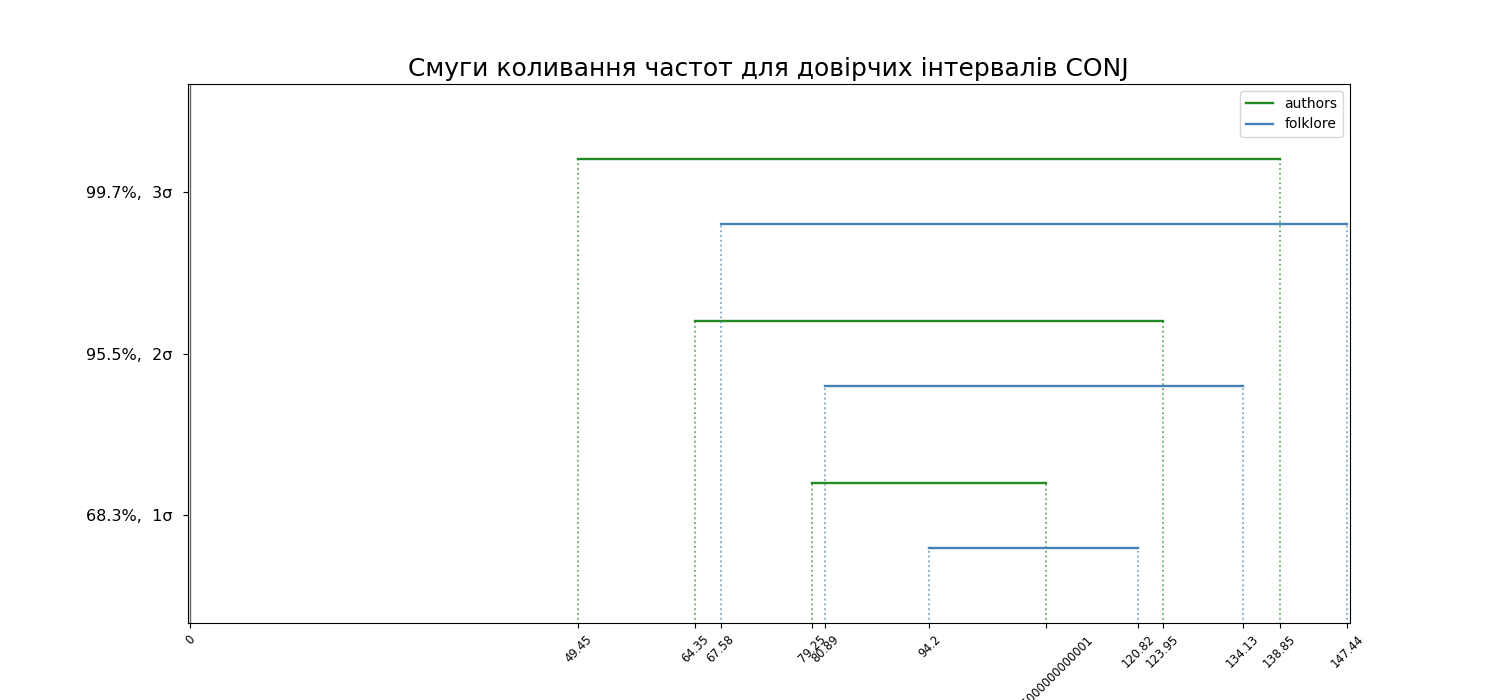 Смуги коливання частот для довірчих інтервалів CONJ
authors
folklore
99.7%, 3σ
95.5%, 2σ
68.3%, 1σ
0
49.45
64.35
67.58
79.25
80.89
94.2
120.82
123.95
134.13
138.85
147.44